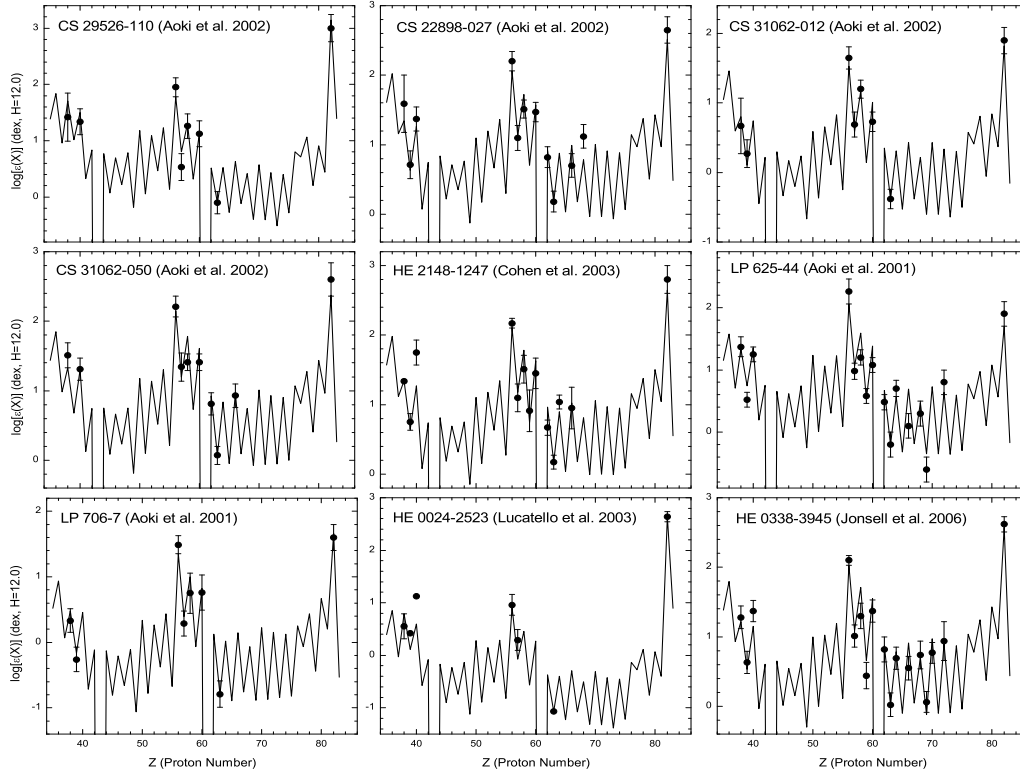 CS 29526-110 (Aoki et al. 2002)
CS 22898-027 (Aoki et al. 2002)
CS 31062-012 (Aoki et al. 2002)
3
2
1
0
3
2
1
0
2
1
0
-1
log[ε(X)] (dex, H=12.0)
CS 31062-050 (Aoki et al. 2002)
HE 2148-1247 (Cohen et al. 2003)
LP 625-44 (Aoki et al. 2001)
3
2
1
0
3
2
1
0
2
1
0
log[ε(X)] (dex, H=12.0)
LP 706-7 (Aoki et al. 2001)
HE 0024-2523 (Lucatello et al. 2003)
HE 0338-3945 (Jonsell et al. 2006)
2
1
0
-1
3
2
1
0
-1
3
2
1
0
log[ε(X)] (dex, H=12.0)
40 50 60 70 80
40 50 60 70 80
40 50 60 70 80
Z (Proton Number)
Z (Proton Number)
Z (Proton Number)